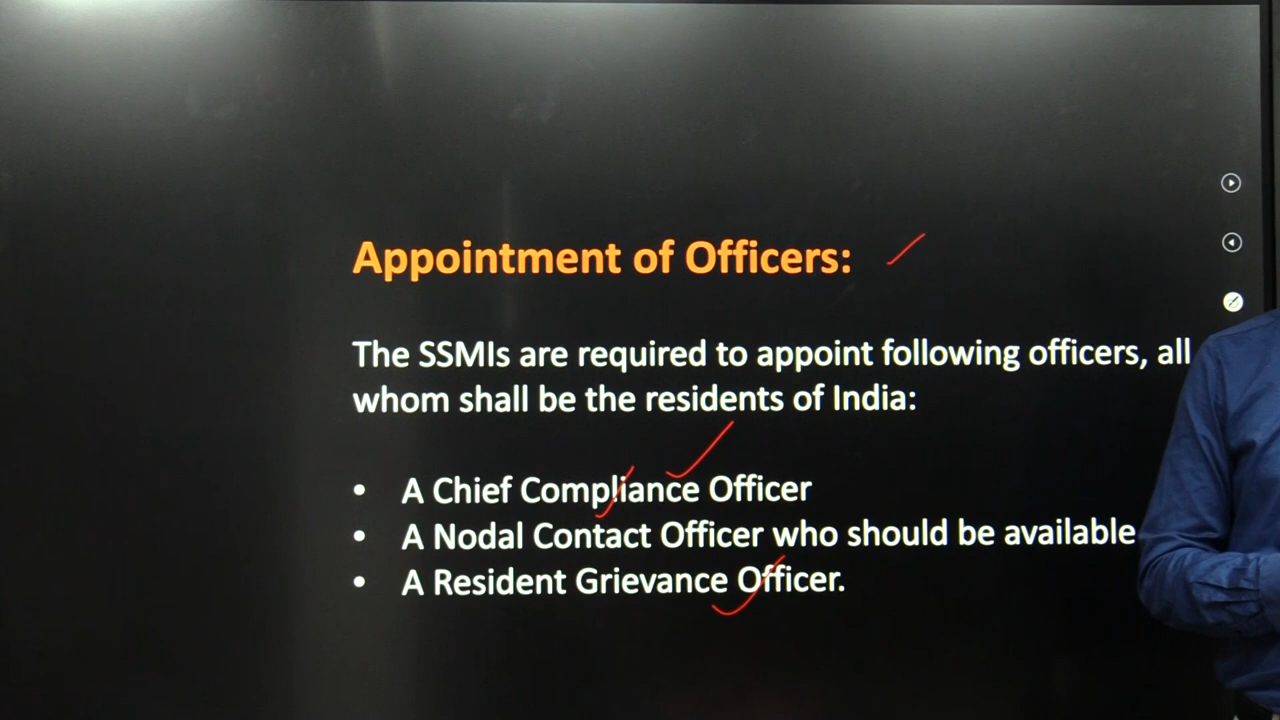 Appointment of Officers:
The SSMIs are required to appoint following officers, all
whom shall be the residents of India:
• A Chief Compliance Officer
• A Nodal Contact Officer who should be available
• A Resident Grievance Officer.